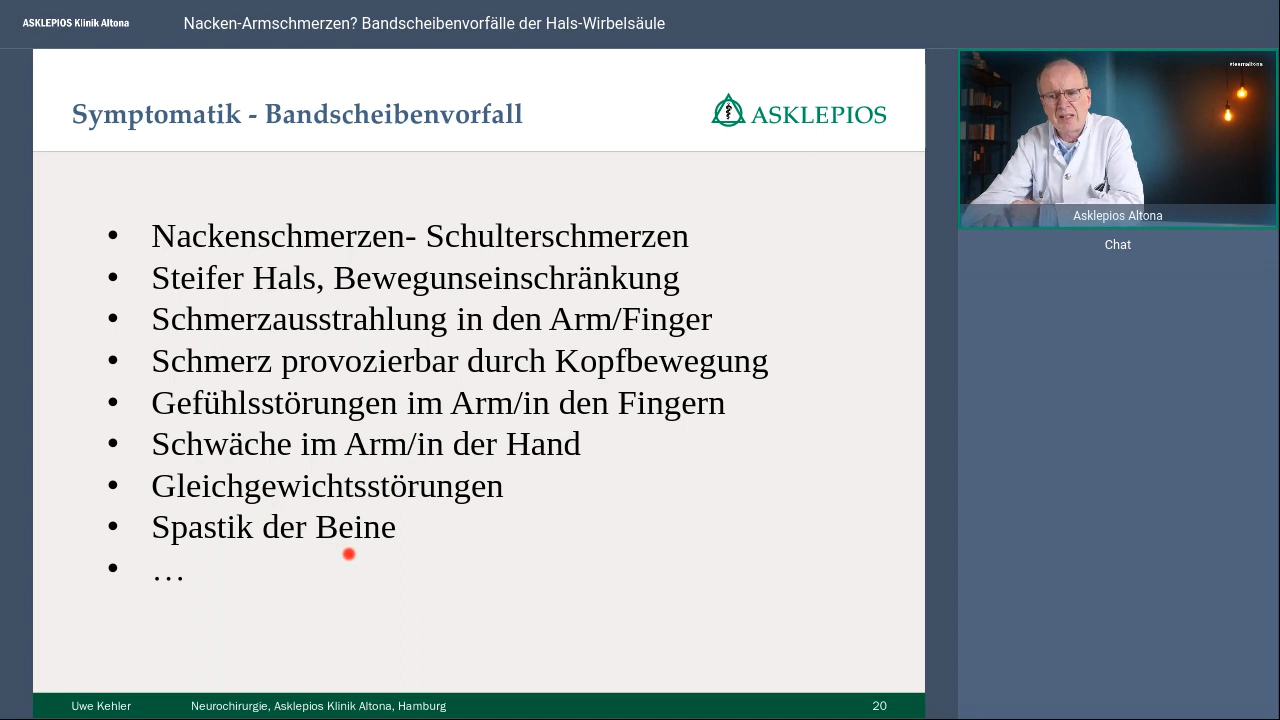 ASKLEPIOS Klinik Altona
Nacken-Armschmerzen? Bandscheibenvorfälle der Hals-Wirbelsäule
Symptomatik - Bandscheibenvorfall
ASKLEPIOS
• Nackenschmerzen- Schulterschmerzen
• Steifer Hals, Bewegunseinschränkung
• Schmerzausstrahlung in den Arm/Finger
• Schmerz provozierbar durch Kopfbewegung
• Gefühlsstörungen im Arm/in den Fingern
• Schwäche im Arm/in der Hand
• Gleichgewichtsstörungen
• Spastik der Beine
• …
Uwe Kehler Neurochirurgie, Asklepios Klinik Altona, Hamburg 20
#teamaltona
Asklepios Altona
Chat